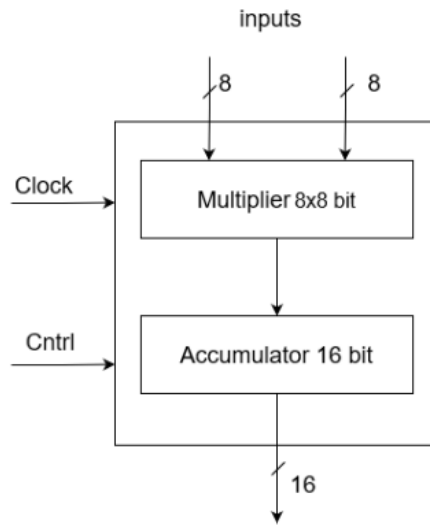 inputs
8
8
Clock
Multiplier 8x8 bit
Cntrl
Accumulator 16 bit
16